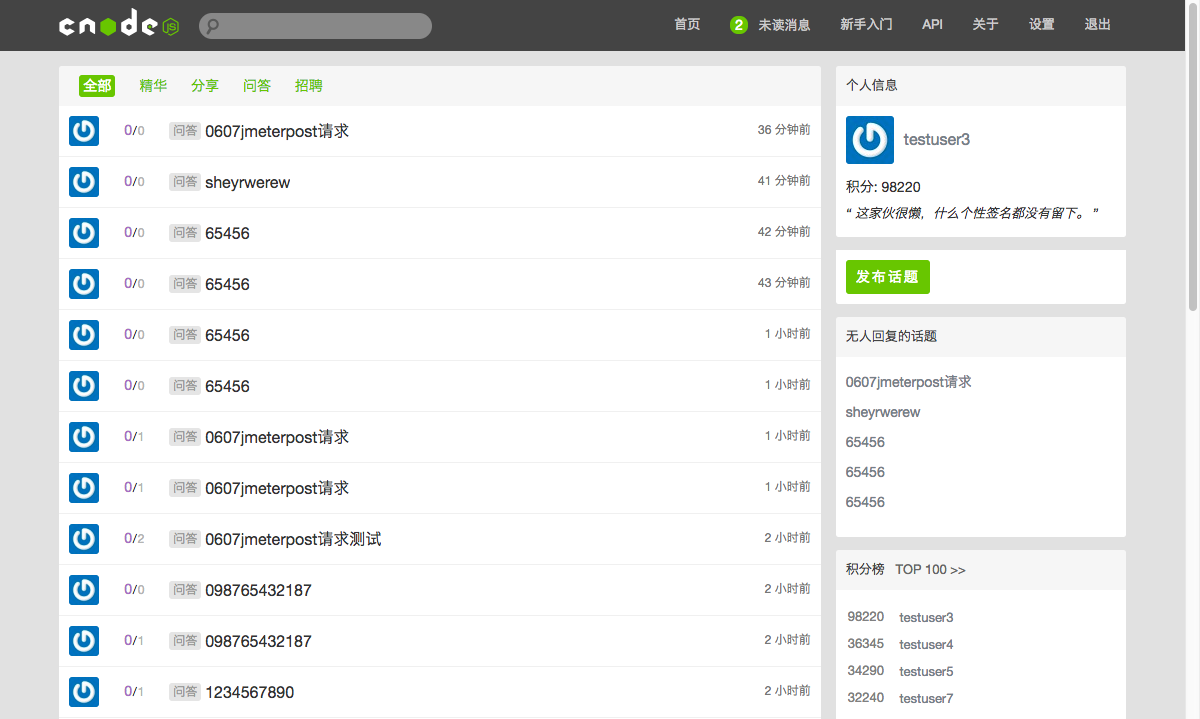 cnode JS
首页 2 未读消息 新手入门 API 关于 设置 退出
全部 精华 分享 问答 招聘
0/0 问答 0607jmeterpost请求 36 分钟前
0/0 问答 sheyrwerew 41 分钟前
0/0 问答 65456 42 分钟前
0/0 问答 65456 43 分钟前
0/0 问答 65456 1 小时前
0/0 问答 65456 1 小时前
0/1 问答 0607jmeterpost请求 1 小时前
0/1 问答 0607jmeterpost请求 1 小时前
0/2 问答 0607jmeterpost请求测试 2 小时前
0/0 问答 098765432187 2 小时前
0/1 问答 098765432187 2 小时前
0/1 问答 1234567890 2 小时前
个人信息
testuser3
积分: 98220
“ 这家伙很懒，什么个性签名都没有留下。 ”
发布话题
无人回复的话题
0607jmeterpost请求
sheyrwerew
65456
65456
65456
积分榜 TOP 100 >>
98220 testuser3
36345 testuser4
34290 testuser5
32240 testuser7